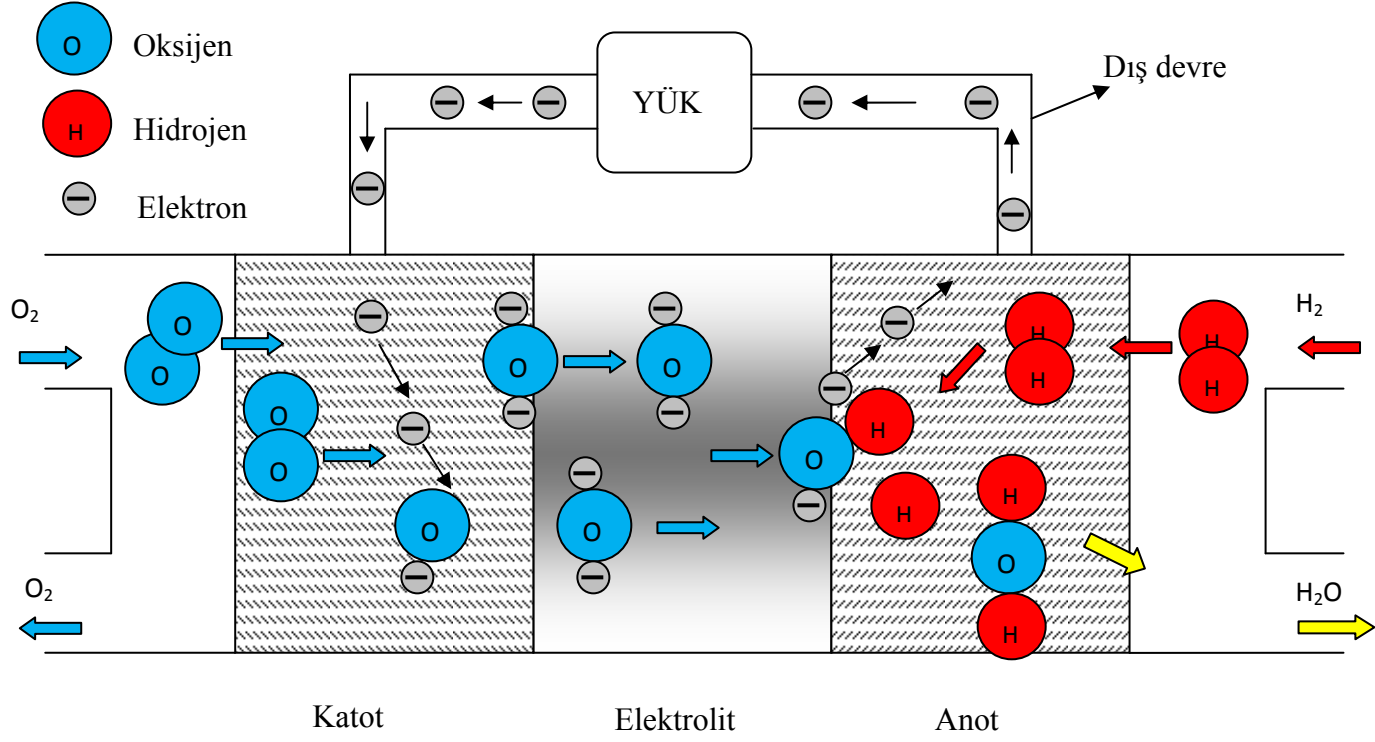 O Oksijen
H Hidrojen
Elektron
YÜK
Dış devre
O₂
O
O
O
O
O
O
O
O
O
H
H
H
H
H₂
H
H
H
O
H
O₂
H₂O
Katot
Elektrolit
Anot